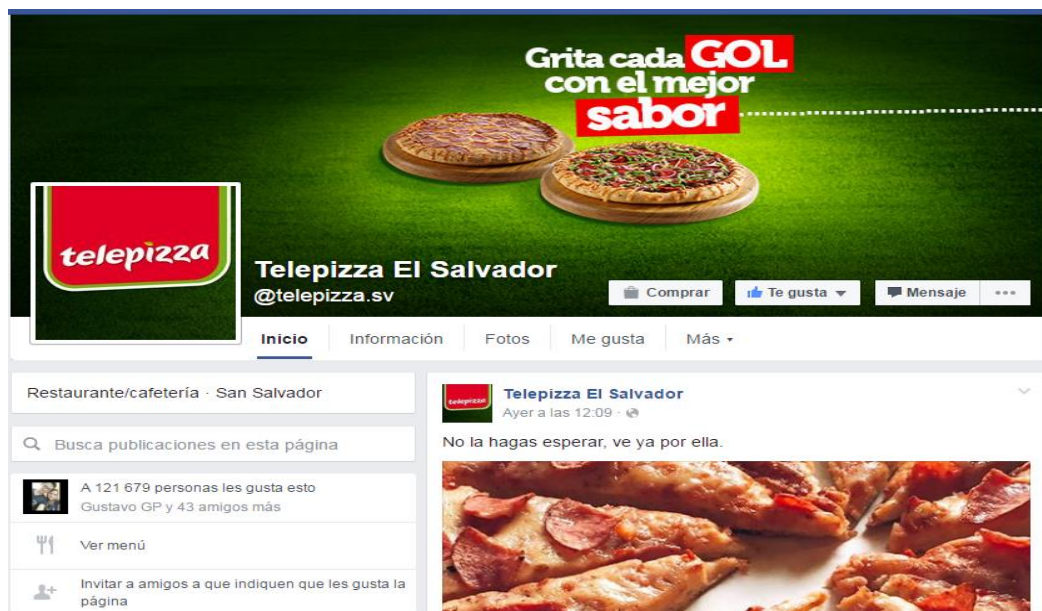 Grita cada GOL
con el mejor
sabor
telepizza
Telepizza El Salvador
@telepizza.sv
Comprar
Te gusta
Mensaje
Inicio
Información
Fotos
Me gusta
Más
Restaurante/cafetería · San Salvador
Busca publicaciones en esta página
A 121 679 personas les gusta esto
Gustavo GP y 43 amigos más
Ver menú
Invitar a amigos a que indiquen que les gusta la
página
telepizza
Telepizza El Salvador
Ayer a las 12:09 ·
No la hagas esperar, ve ya por ella.